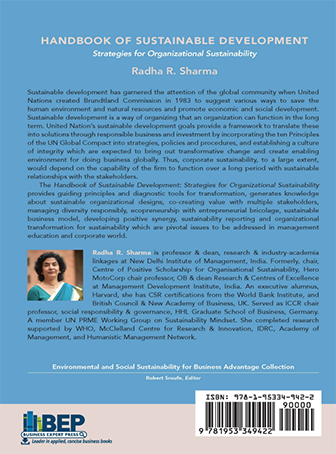 HANDBOOK OF SUSTAINABLE DEVELOPMENT
Strategies for Organizational Sustainability
Radha R. Sharma
Sustainable development has garnered the attention of the global community when United
Nations created Brundtland Commission in 1983 to suggest various ways to save the
human environment and natural resources and promote economic and social development.
Sustainable development is a way of organizing that an organization can function in the long
term. United Nation's sustainable development goals provide a framework to translate these
into solutions through responsible business and investment by incorporating the ten Principles
of the UN Global Compact into strategies, policies and procedures, and establishing a culture
of integrity which are expected to bring out transformative change and create enabling
environment for doing business globally. Thus, corporate sustainability, to a large extent,
would depend on the capability of the firm to function over a long period with sustainable
relationships with the stakeholders.
The Handbook of Sustainable Development: Strategies for Organizational Sustainability
provides guiding principles and diagnostic tools for transformation, generates knowledge
about sustainable organizational designs, co-creating value with multiple stakeholders,
managing diversity responsibly, ecopreneurship with entrepreneurial bricolage, sustainable
business model, developing positive synergy, sustainability reporting and organizational
transformation for sustainability which are pivotal issues to be addressed in management
education and corporate world.
Radha R. Sharma is professor & dean, research & industry-academia
linkages at New Delhi Institute of Management, India. Formerly, chair,
Centre of Positive Scholarship for Organizational Sustainability, Hero
MotoCorp chair professor, OB & dean Research & Centres of Excellence
at Management Development Institute, India. An executive alumnus,
Harvard, she has CSR certifications from the World Bank Institute, and
British Council & New Academy of Business, UK. Served as ICCR chair
professor, social responsibility & governance, HHL Graduate School of Business, Germany.
A member UN PRME Working Group on Sustainability Mindset. She completed research
supported by WHO, McClelland Centre for Research & Innovation, IDRC, Academy of
Management, and Humanistic Management Network.
Environmental and Social Sustainability for Business Advantage Collection
Robert Sroufe, Editor
BEP
BUSINESS EXPERT PRESS
Leader in applied, concise business books
ISBN: 978-1-95334-942-2
90000
9 781953 349422